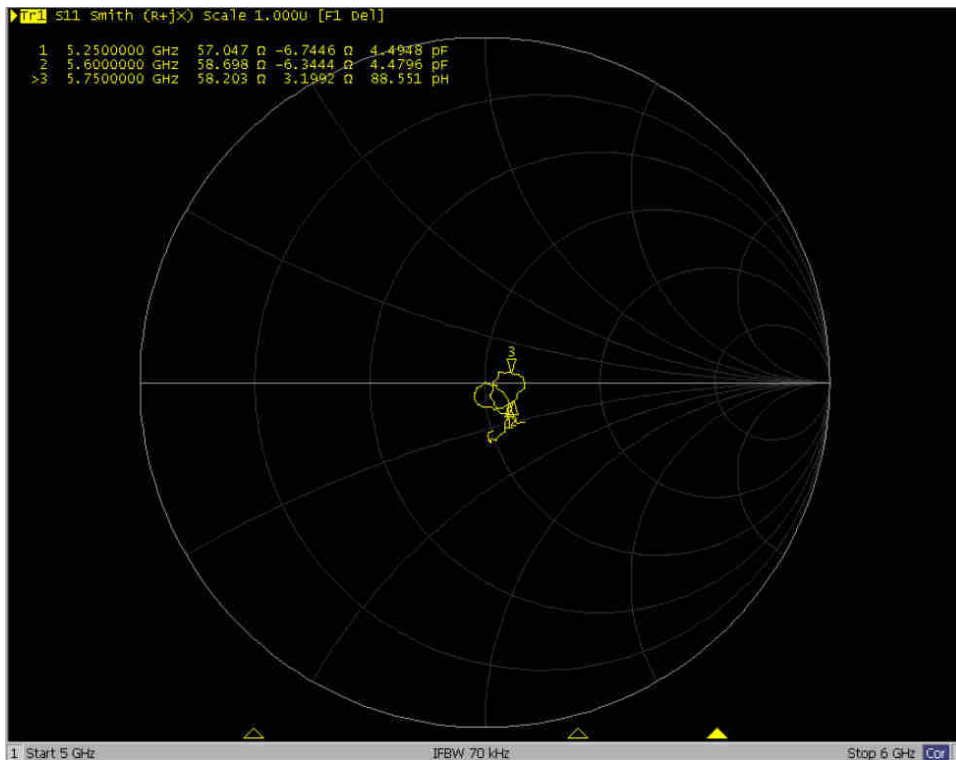 Tr1 S11 Smith (R+jX) Scale 1.000U [F1 Del]
1 5.2500000 GHz 57.047 Ω -6.7446 Ω 4.4948 pF
2 5.6000000 GHz 58.698 Ω -6.3444 Ω 4.4796 pF
>3 5.7500000 GHz 58.203 Ω 3.1992 Ω 88.551 pH
3
1 Start 5 GHz IFBW 70 kHz Stop 6 GHz Cor